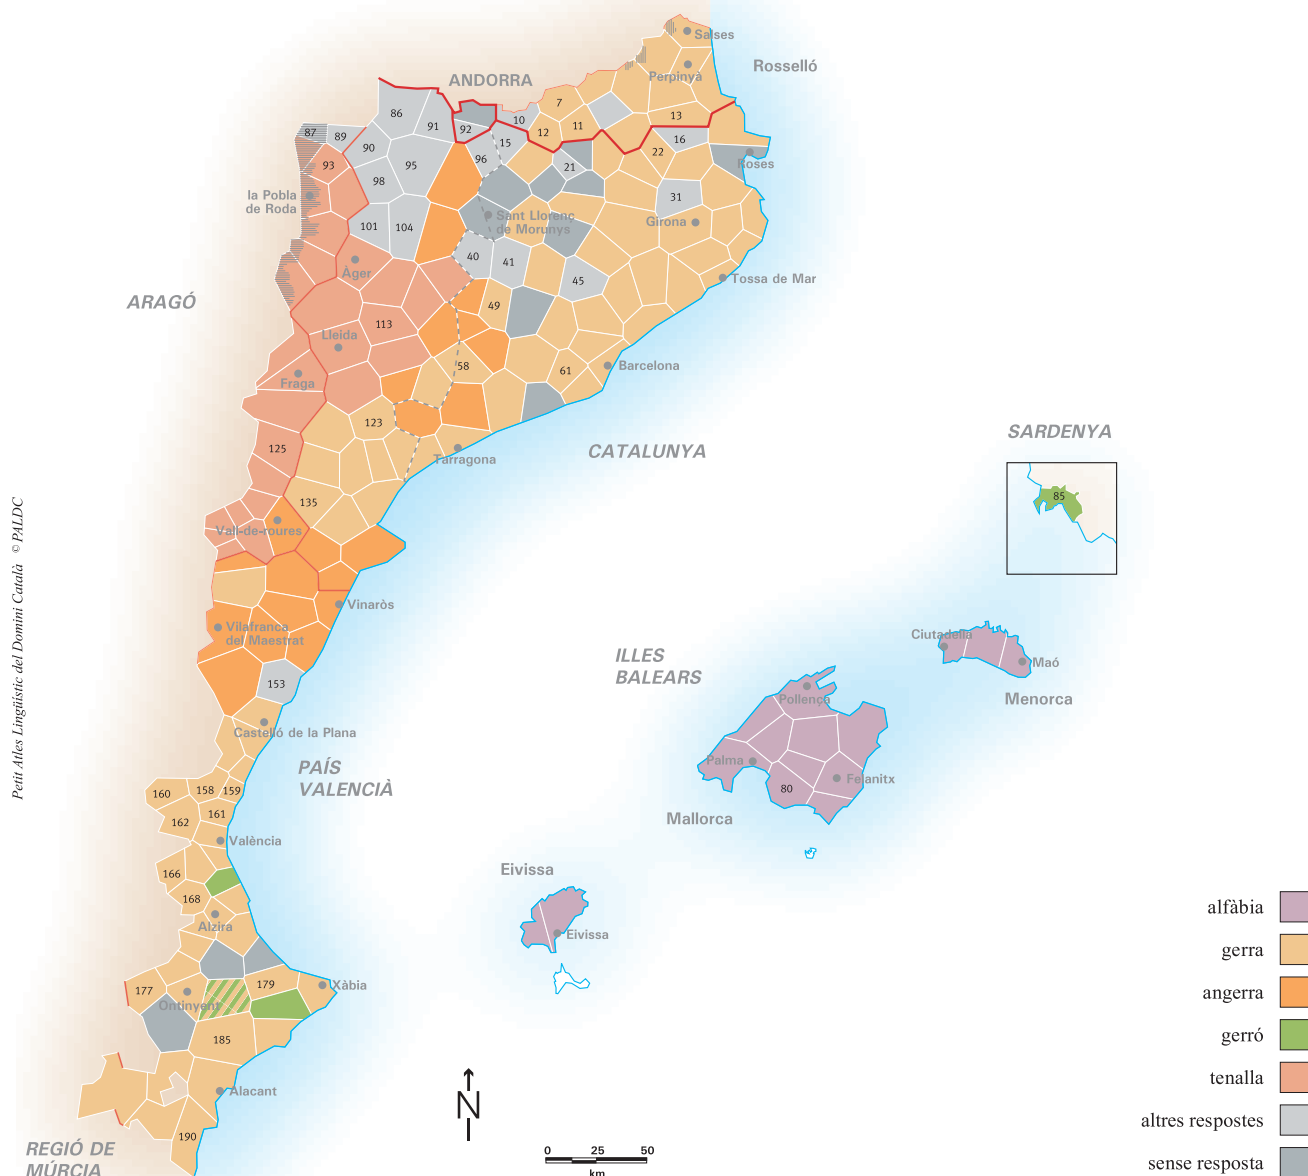 Salses
Rosselló
ANDORRA
Perpinyà
7
86
10
13
91
11
87
89
92
12
16
15
90
22
96
93
95
21
Roses
98
la Pobla
de Roda
31
Sant Llorenç
de Morunys
Girona
101
104
40
41
Àger
Tossa de Mar
45
ARAGÓ
49
113
Lleida
58
Barcelona
61
Fraga
123
SARDENYA
125
CATALUNYA
Tarragona
85
135
Vall-de-roures
Petit Atles Lingüístic del Domini Català © PALDC
Vinaròs
Vilafranca
del Maestrat
Ciutadella
ILLES
BALEARS
Maó
153
Pollença
Menorca
Castelló de la Plana
Palma
PAÍS
VALENCIÀ
Felanitx
160
158
159
80
161
162
Mallorca
València
166
Eivissa
168
Alzira
Eivissa
177
179
Xàbia
Ontinyent
185
Alacant
190
REGIÓ DE
MÚRCIA
N
0 25 50
km
alfàbia
gerra
angerra
gerró
tenalla
altres respostes
sense resposta